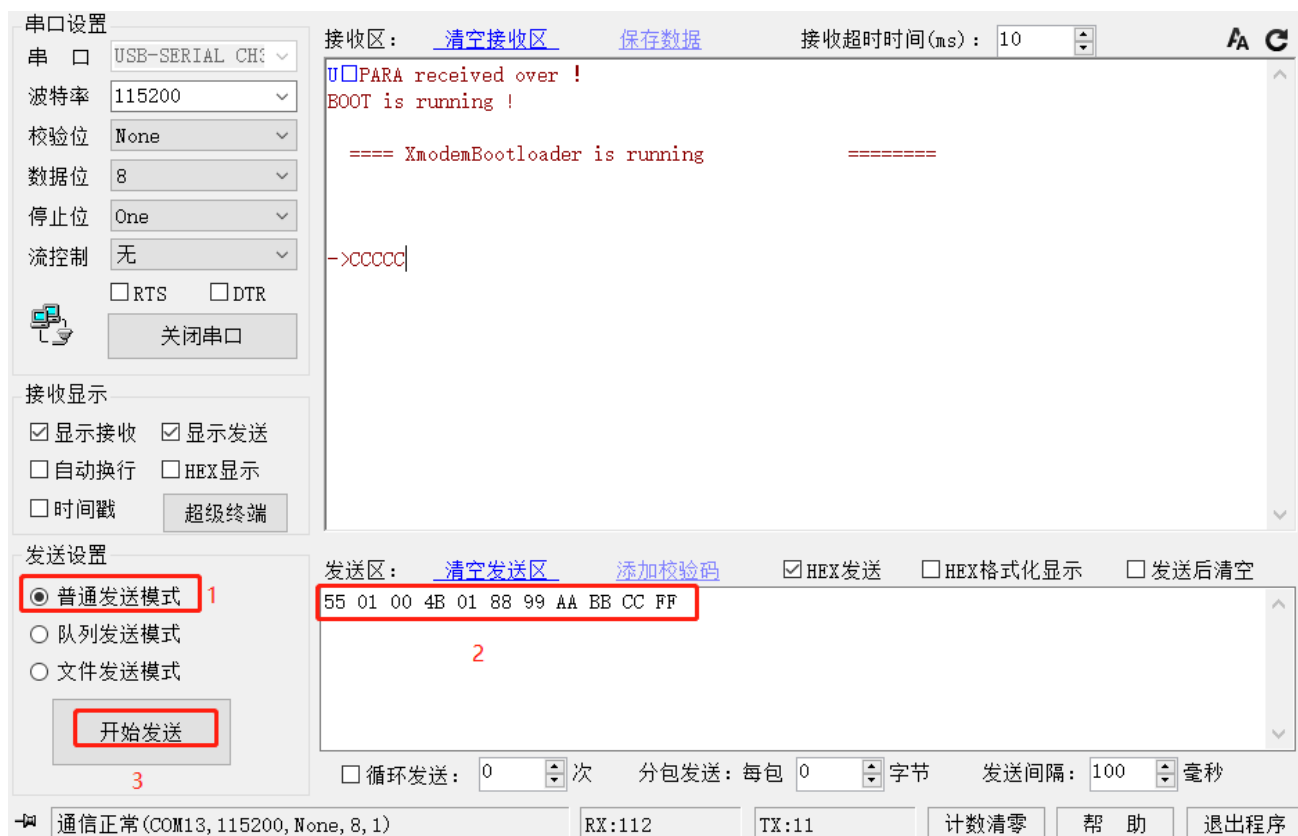 串口设置
串 口 USB-SERIAL CH3
波特率 115200
校验位 None
数据位 8
停止位 One
流控制 无
RTS DTR
关闭串口
接收显示
显示接收 显示发送
自动换行 HEX显示
时间戳 超级终端
发送设置
普通发送模式 1
队列发送模式
文件发送模式
开始发送
3
接收区: 清空接收区 保存数据 接收超时时间(ms): 10
U□PARA received over !
BOOT is running !
==== XmodemBootloader is running ========
->CCCCC
发送区: 清空发送区 添加校验码 HEX发送 HEX格式化显示 发送后清空
55 01 00 4B 01 88 99 AA BB CC FF
2
循环发送: 0 次 分包发送: 每包 0 字节 发送间隔: 100 毫秒
通信正常(COM13,115200,None,8,1) RX:112 TX:11 计数清零 帮 助 退出程序